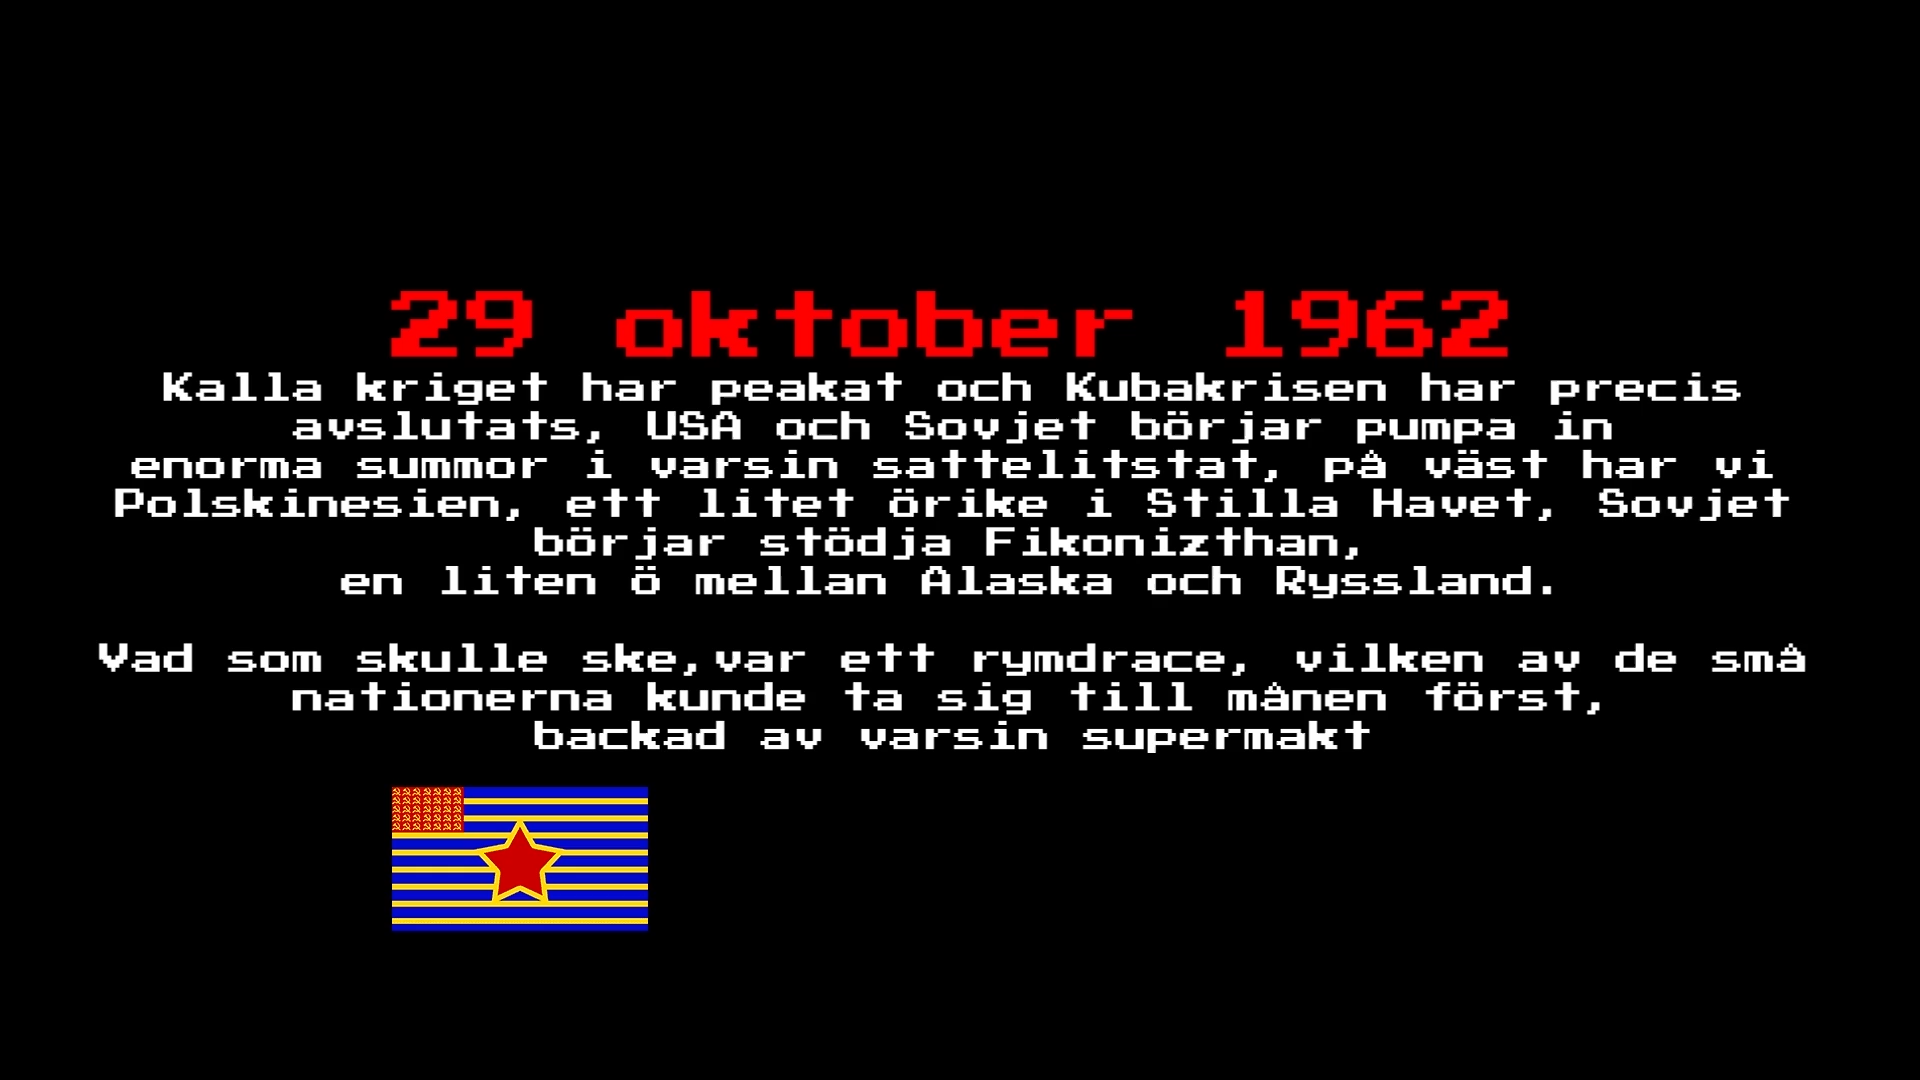 29 oktober 1962
Kalla kriget har peakat och Kubakrisen har precis
avslutats, USA och Sovjet börjar pumpa in
enorma summor i varsin sattelitstat, på väst har vi
Polskinesien, ett litet örike i Stilla Havet, Sovjet
börjar stödja Fikonizthan,
en liten ö mellan Alaska och Ryssland.
Vad som skulle ske,var ett rymdrace, vilken av de små
nationerna kunde ta sig till månen först,
backad av varsin supermakt